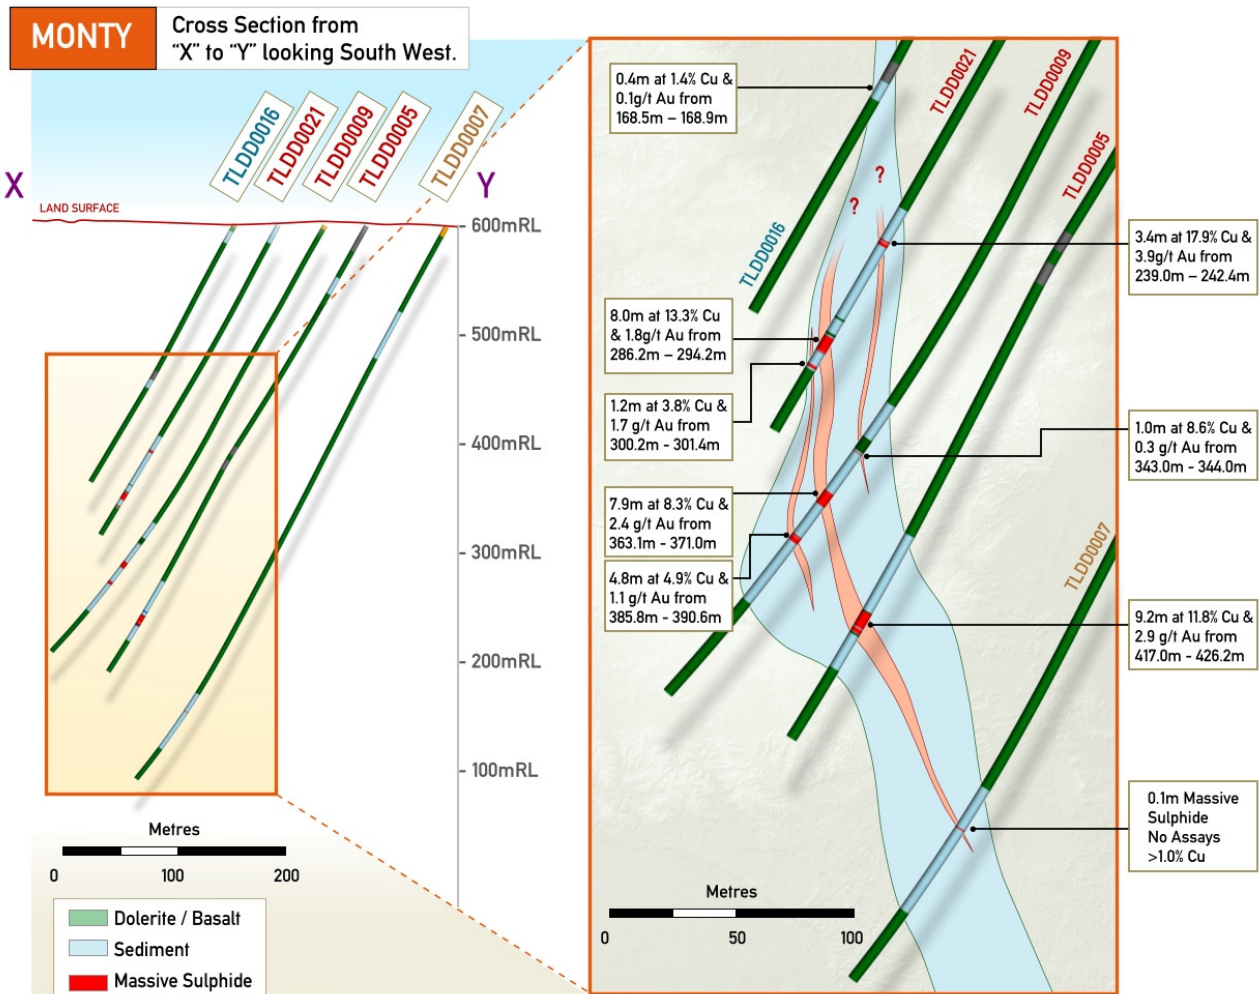 MONTY
Cross Section from
“X” to “Y” looking South West.
TLDD0016
TLDD0021
TLDD0009
TLDD0005
TLDD0007
X
Y
LAND SURFACE
600mRL
- 500mRL
- 400mRL
- 300mRL
- 200mRL
- 100mRL
Metres
0
100
200
Dolerite / Basalt
Sediment
Massive Sulphide
0.4m at 1.4% Cu &
0.1g/t Au from
168.5m – 168.9m
TLDD0016
TLDD0021
TLDD0009
TLDD0005
TLDD0007
?
?
8.0m at 13.3% Cu
& 1.8g/t Au from
286.2m – 294.2m
1.2m at 3.8% Cu &
1.7 g/t Au from
300.2m - 301.4m
7.9m at 8.3% Cu &
2.4 g/t Au from
363.1m - 371.0m
4.8m at 4.9% Cu &
1.1 g/t Au from
385.8m - 390.6m
3.4m at 17.9% Cu &
3.9g/t Au from
239.0m – 242.4m
1.0m at 8.6% Cu &
0.3 g/t Au from
343.0m - 344.0m
9.2m at 11.8% Cu &
2.9 g/t Au from
417.0m - 426.2m
0.1m Massive
Sulphide
No Assays
>1.0% Cu
Metres
0
50
100